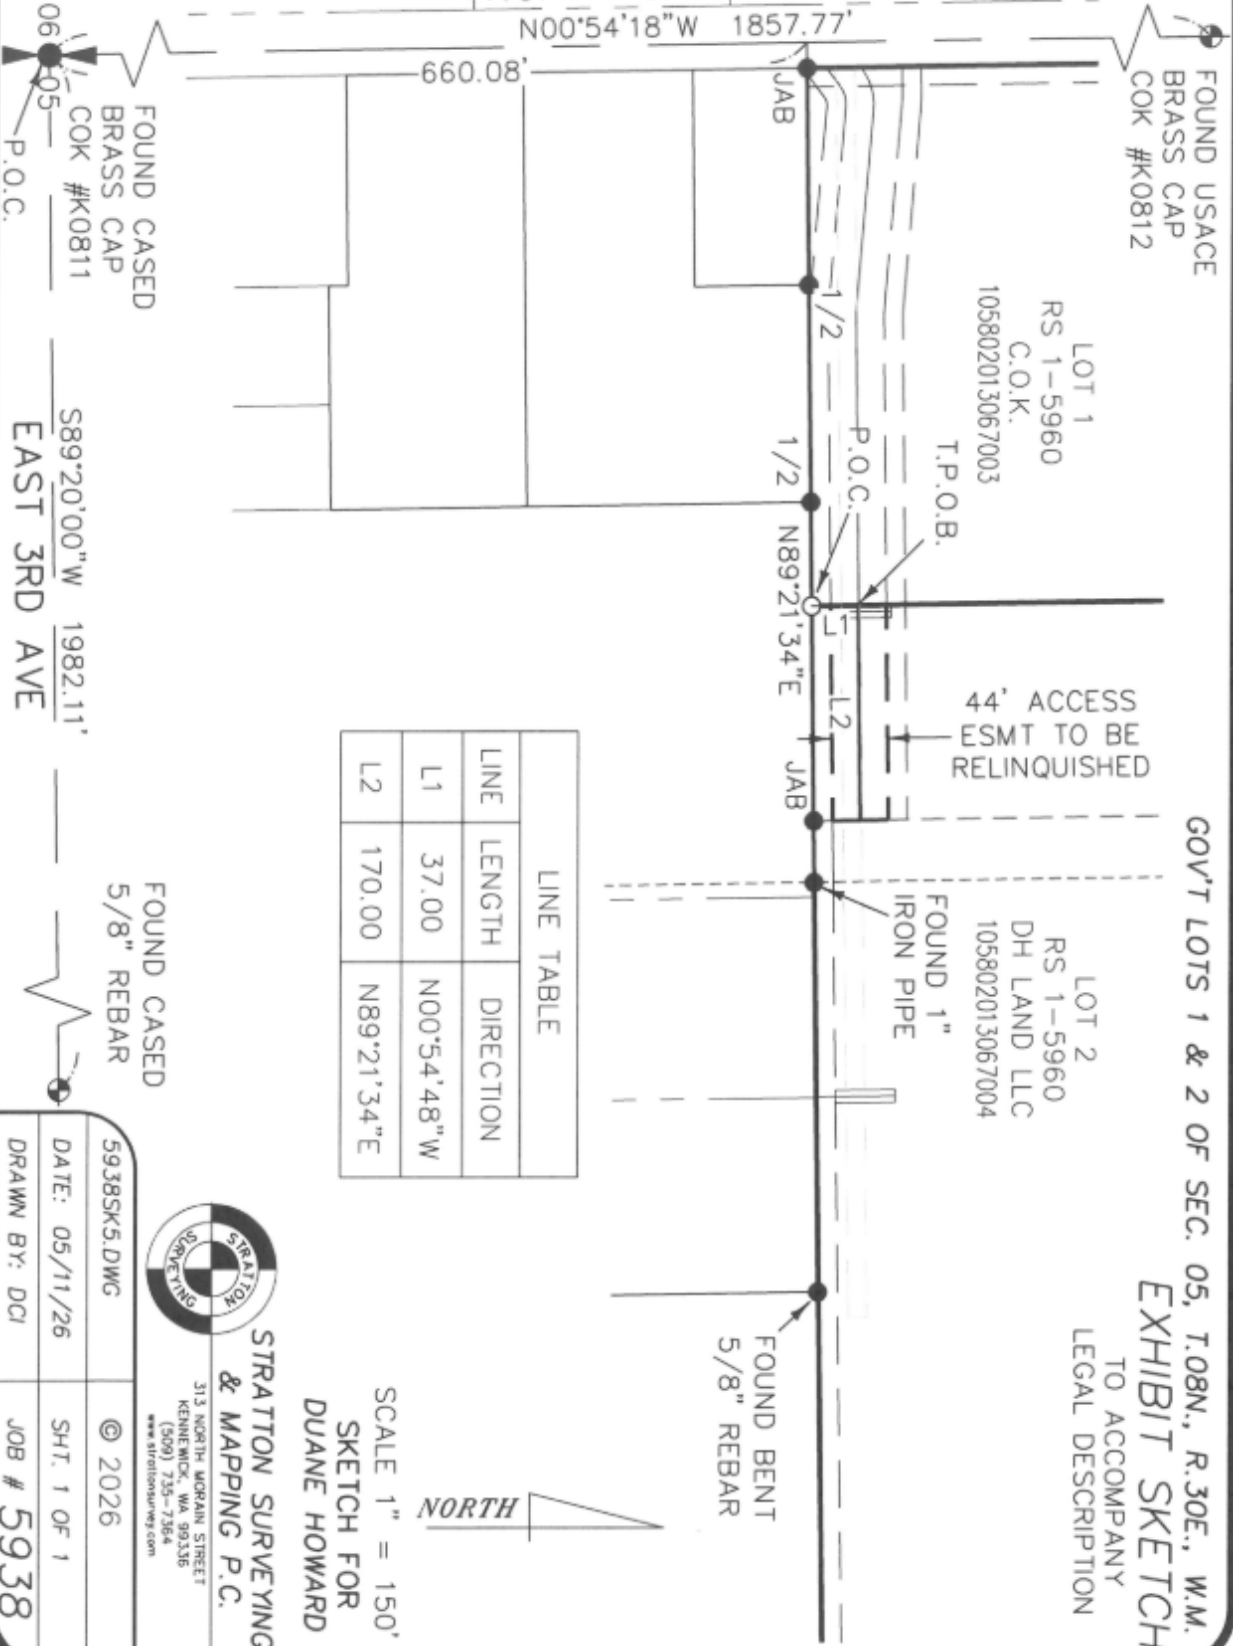 GOV'T LOTS 1 & 2 OF SEC. 05, T.08N., R.30E., W.M.
EXHIBIT SKETCH
TO ACCOMPANY
LEGAL DESCRIPTION
FOUND USACE
BRASS CAP
COK #K0812
LOT 1
RS 1-5960
C.O.K.
105802013067003
T.P.O.B.
P.O.C.
44' ACCESS
ESMT TO BE
RELINQUISHED
LOT 2
RS 1-5960
DH LAND LLC
105802013067004
FOUND 1"
IRON PIPE
N00°54'18"W 1857.77'
660.08'
JAB
1/2
1/2
N89°21'34"E
L1
L2
JAB
FOUND BENT
5/8" REBAR
LINE TABLE
LINE LENGTH DIRECTION
L1 37.00 N00°54'48"W
L2 170.00 N89°21'34"E
NORTH
SCALE 1" = 150'
SKETCH FOR
DUANE HOWARD
FOUND CASED
BRASS CAP
COK #K0811
06
05
P.O.C.
S89°20'00"W 1982.11'
EAST 3RD AVE
FOUND CASED
5/8" REBAR
STRATTON
SURVEYING
STRATTON SURVEYING
& MAPPING P.C.
313 NORTH MORAIN STREET
KENNEWICK, WA 99336
(509) 735-7364
www.strattonsurvey.com
5938SK5.DWG
© 2026
DATE: 05/11/26
SHT. 1 OF 1
DRAWN BY: DCI
JOB # 5938